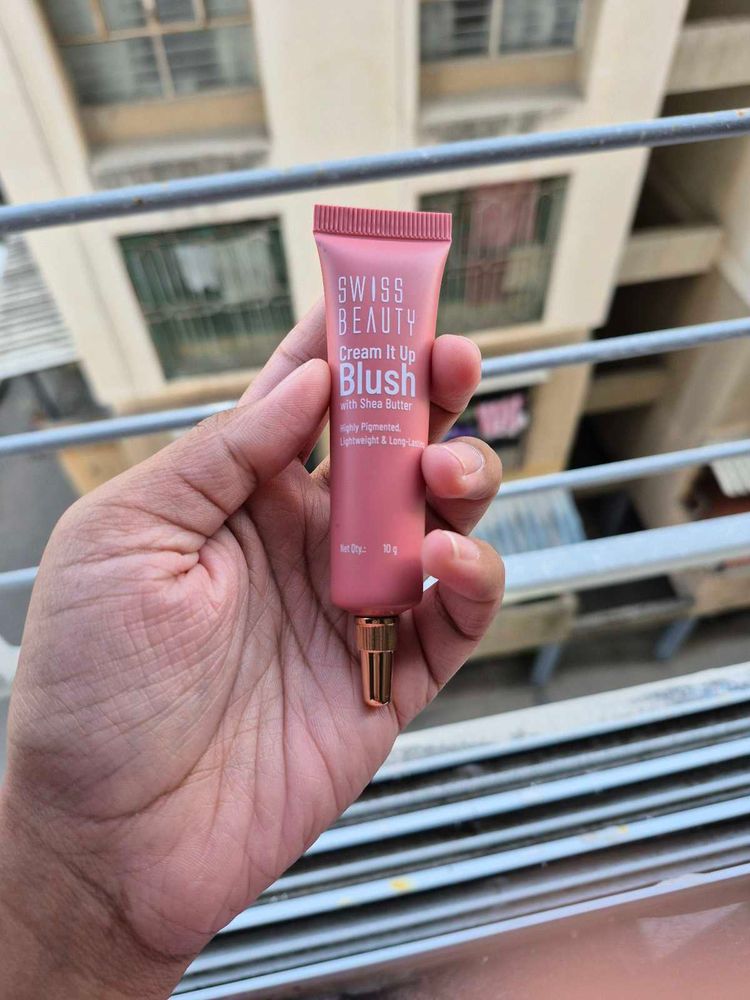 SWISS
BEAUTY
Cream It Up
Blush
with Shea Butter
Highly Pigmented,
Lightweight & Long-Lasting
Net Qty.: 10 g